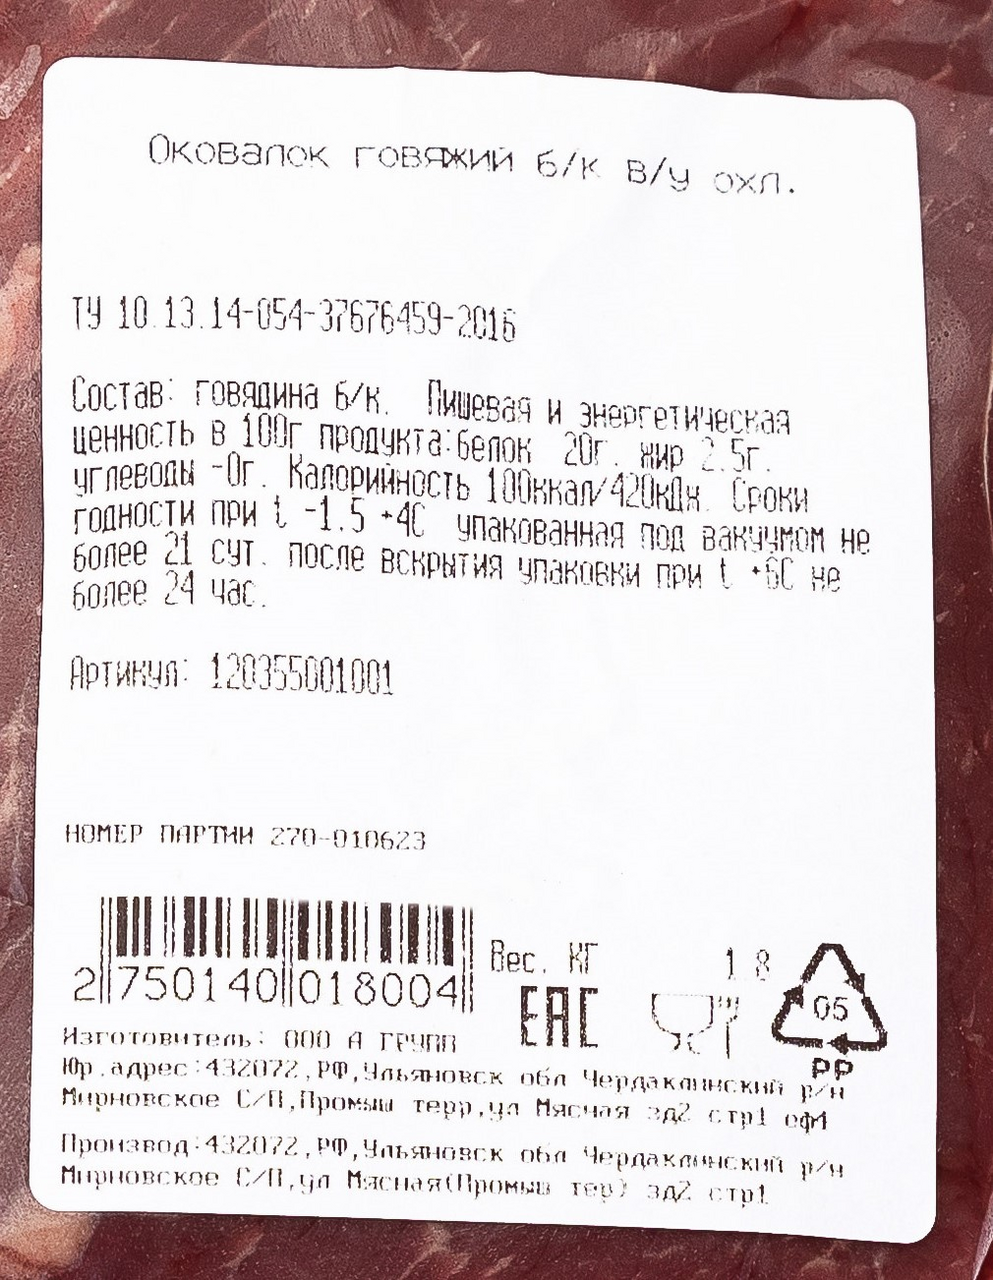 Оковалок говяжий б/к в/у охл.
ТУ 10.13.14-054-37676459-2016
Состав: говядина б/к. Пищевая и энергетическая
ценность в 100г продукта:белок 20г. жир 2.5г.
углеводы -0г. Калорийность 100ккал/420кДж. Сроки
годности при t -1.5 +4С упакованная под вакуумом не
более 21 сут. после вскрытия упаковки при t +6С не
более 24 час.
Артикул: 120355001001
НОМЕР ПАРТИИ 270-010623
2 750140 018004
Вес. КГ 1.8
ЕАС
05
PP
Изготовитель: ООО А ГРУПП
Юр.адрес:432072,РФ,Ульяновск обл Чердаклинский р/н
Мирновское С/П,Промыш терр,ул Мясная зд2 стр1 оф4
Производ:432072,РФ,Ульяновск обл Чердаклинский р/н
Мирновское С/П,ул Мясная(Промыш тер) зд2 стр1